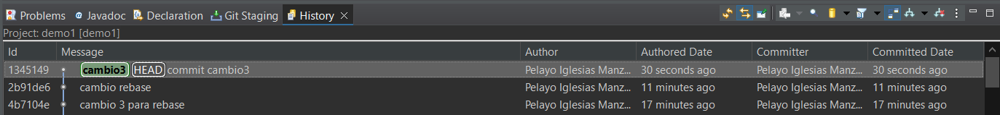 Problems @ Javadoc Declaration Git Staging History
Project: demo1 [demo1]
Id Message Author Authored Date Committer Committed Date
1345149 cambio3 HEAD commit cambio3 Pelayo Iglesias Manz... 30 seconds ago Pelayo Iglesias Manz... 30 seconds ago
2b91de6 cambio rebase Pelayo Iglesias Manz... 11 minutes ago Pelayo Iglesias Manz... 11 minutes ago
4b7104e cambio 3 para rebase Pelayo Iglesias Manz... 17 minutes ago Pelayo Iglesias Manz... 17 minutes ago